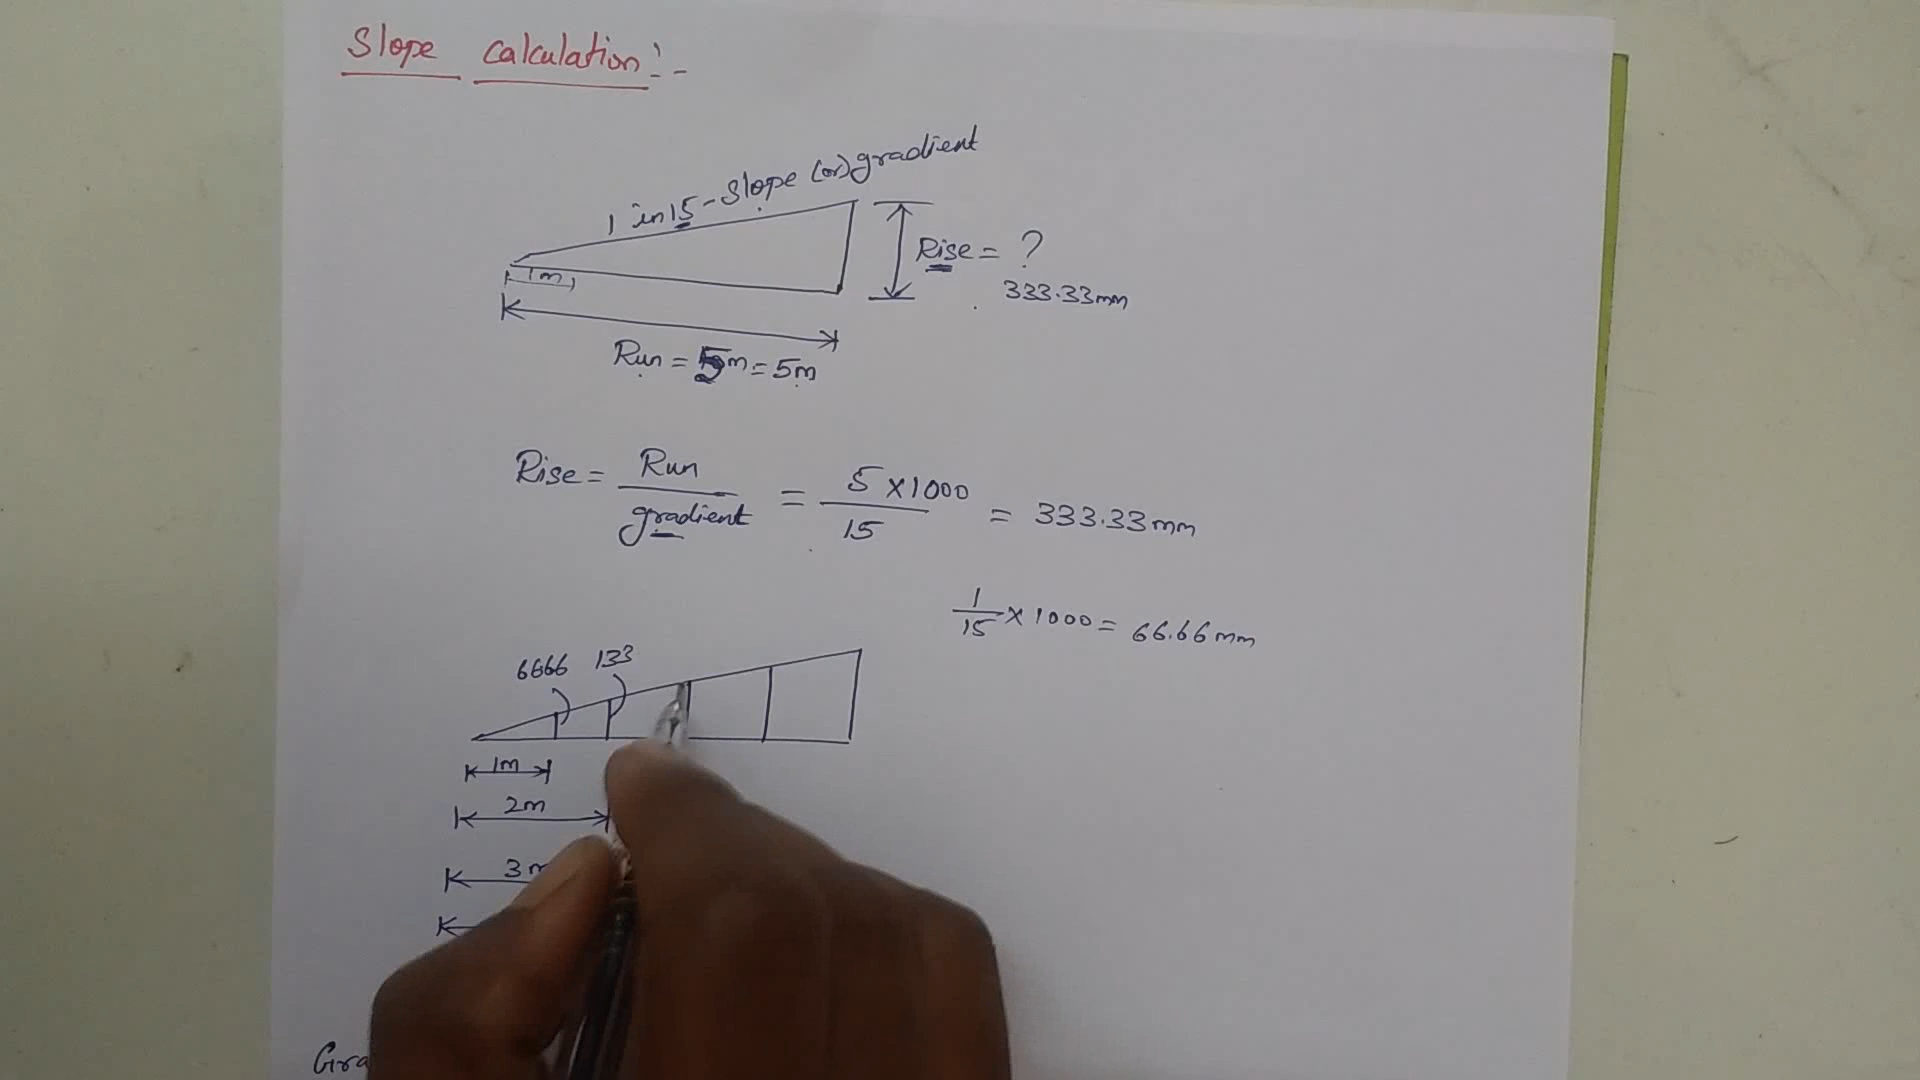 Slope calculation:-
1 in 15 - Slope (or) gradient
Rise = ?
333.33mm
1m
Run = 5m = 5m
Rise = Run / gradient = 5 x 1000 / 15 = 333.33mm
1/15 x 1000 = 66.66mm
6666 133
1m
2m
3m
Gra